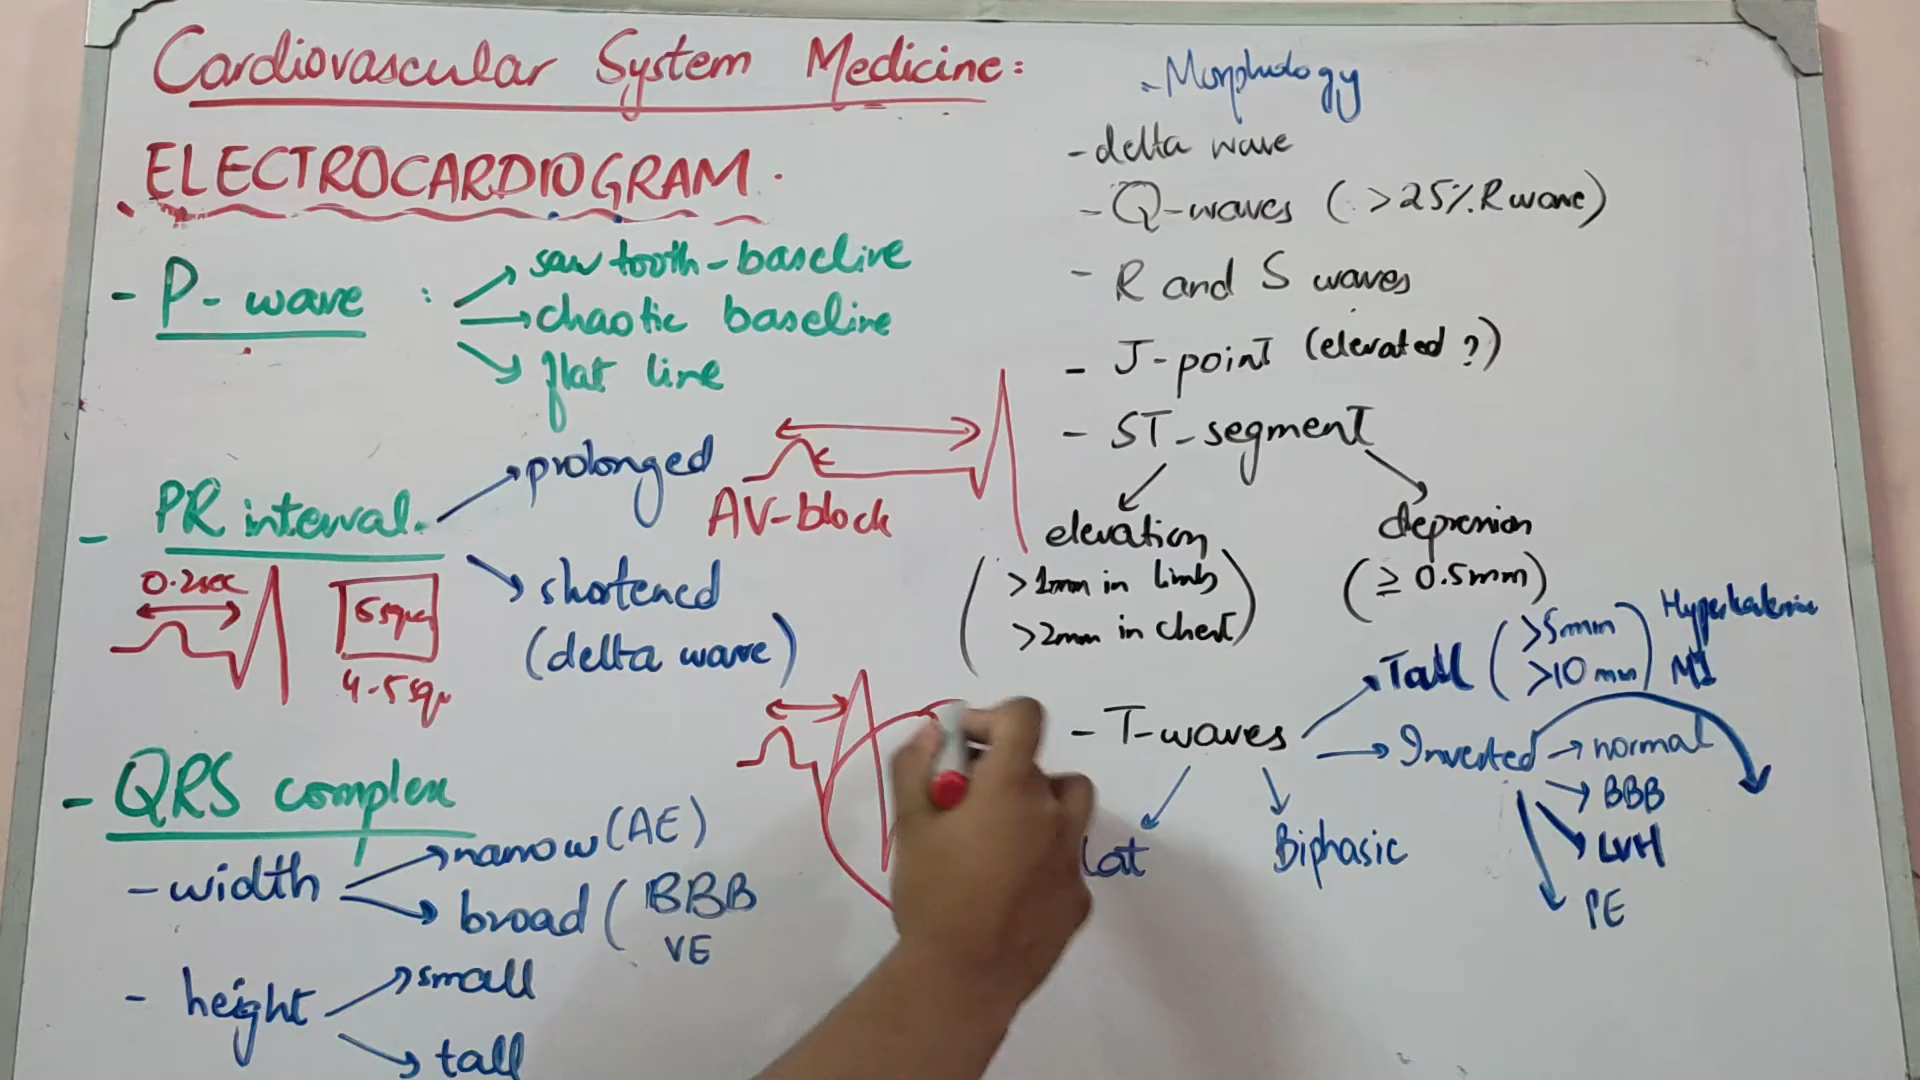 Cardiovascular System Medicine:
ELECTROCARDIOGRAM.
- P-wave :
saw tooth-baseline
chaotic baseline
flat line
- PR interval.
prolonged
AV-block
shortened
(delta wave)
0.2sec
4-5squ
- QRS complex
- width
narrow (AE)
broad ( BBB
VE
- height
small
tall
Morphology
- delta wave
- Q-waves (>25% R wave)
- R and S waves
- J-point (elevated ?)
- ST-segment
elevation
( >1mm in limb
>2mm in chest)
depression
(≥ 0.5mm)
- T-waves
Tall ( >5mm
>10mm )
MI
Inverted
normal
BBB
LVH
PE
lat
Biphasic